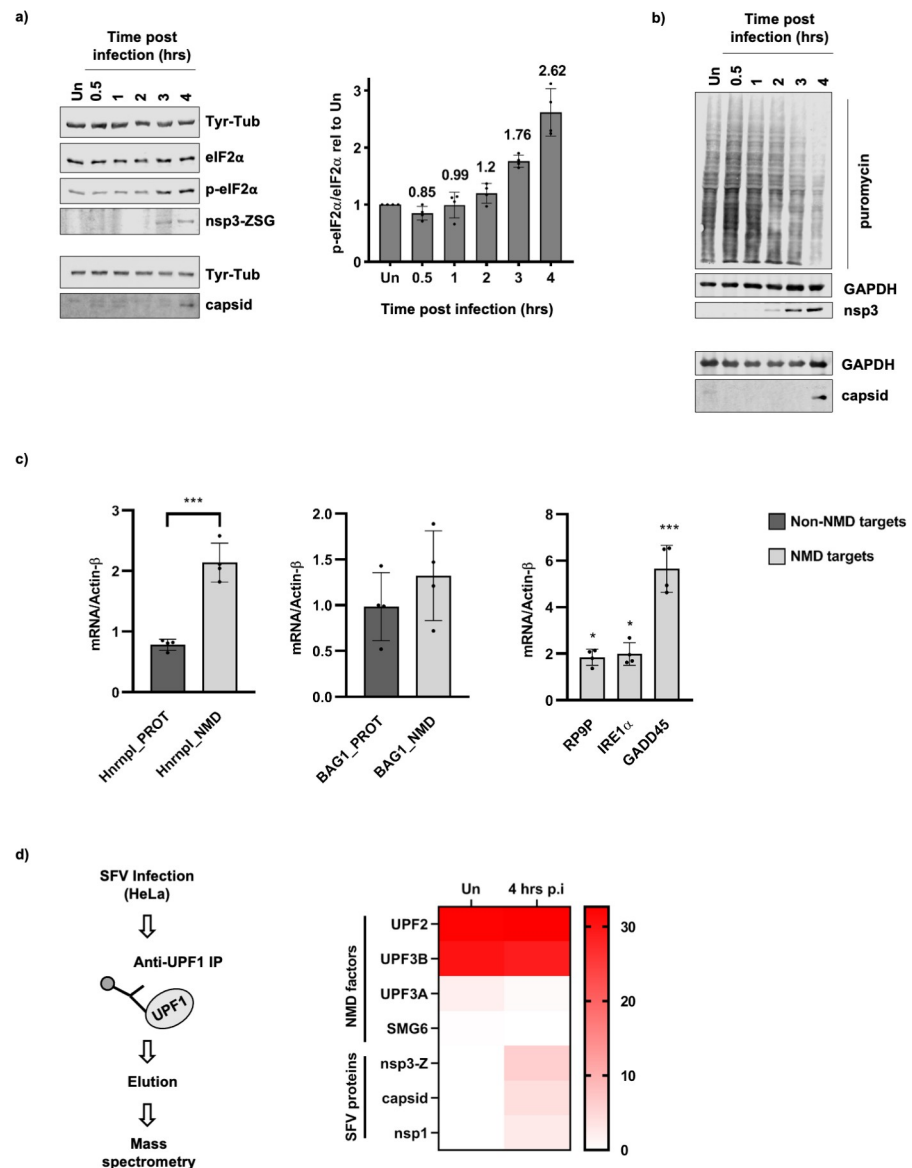 a)
Time post
infection (hrs)
Un 0.5 1 2 3 4
Tyr-Tub
eIF2α
p-eIF2α
nsp3-ZSG
Tyr-Tub
capsid
p-eIF2α/eIF2α rel to Un
3
2
1
0
0.85
0.99
1.2
1.76
2.62
Un 0.5 1 2 3 4
Time post infection (hrs)
b)
Time post
infection (hrs)
Un 0.5 1 2 3 4
puromycin
GAPDH
nsp3
GAPDH
capsid
c)
mRNA/Actin-β
3
2
1
0
***
Hnrnpl_PROT
Hnrnpl_NMD
mRNA/Actin-β
2.0
1.5
1.0
0.5
0.0
BAG1_PROT
BAG1_NMD
mRNA/Actin-β
8
6
4
2
0
*
*
***
RP9P
IRE1α
GADD45
Non-NMD targets
NMD targets
d)
SFV Infection
(HeLa)
Anti-UPF1 IP
UPF1
Elution
Mass
spectrometry
Un 4 hrs p.i
NMD factors
UPF2
UPF3B
UPF3A
SMG6
SFV proteins
nsp3-Z
capsid
nsp1
30
20
10
0